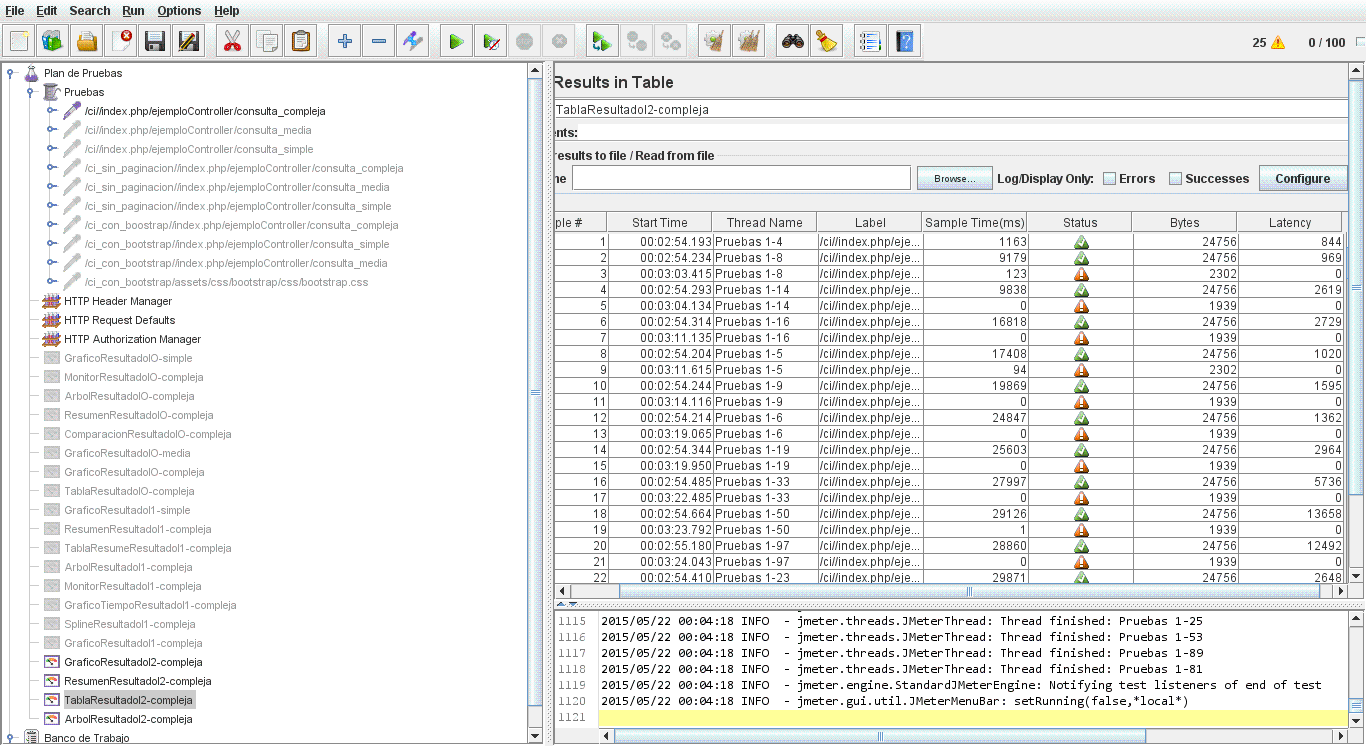 File Edit Search Run Options Help
25 0 / 100
Plan de Pruebas
Pruebas
/ci//index.php/ejemploController/consulta_compleja
/ci//index.php/ejemploController/consulta_media
/ci//index.php/ejemploController/consulta_simple
/ci_sin_paginacion//index.php/ejemploController/consulta_compleja
/ci_sin_paginacion//index.php/ejemploController/consulta_media
/ci_sin_paginacion//index.php/ejemploController/consulta_simple
/ci_con_boostrap//index.php/ejemploController/consulta_compleja
/ci_con_bootstrap//index.php/ejemploController/consulta_simple
/ci_con_bootstrap//index.php/ejemploController/consulta_media
/ci_con_bootstrap/assets/css/bootstrap/css/bootstrap.css
HTTP Header Manager
HTTP Request Defaults
HTTP Authorization Manager
GraficoResultadoIO-simple
MonitorResultadoIO-compleja
ArbolResultadoIO-compleja
ResumenResultadoIO-compleja
ComparacionResultadoIO-compleja
GraficoResultadoIO-media
GraficoResultadoIO-compleja
TablaResultadoIO-compleja
GraficoResultadoI1-simple
ResumenResultadoI1-compleja
TablaResumeResultadoI1-compleja
ArbolResultadoI1-compleja
MonitorResultadoI1-compleja
GraficoTiempoResultadoI1-compleja
SplineResultadoI1-compleja
GraficoResultadoI1-compleja
GraficoResultadoI2-compleja
ResumenResultadoI2-compleja
TablaResultadoI2-compleja
ArbolResultadoI2-compleja
Banco de Trabajo
Results in Table
TablaResultadoI2-compleja
ents:
results to file / Read from file
ne Browse... Log/Display Only: Errors Successes Configure
ple # Start Time Thread Name Label Sample Time(ms) Status Bytes Latency
1 00:02:54.193 Pruebas 1-4 /ci//index.php/eje... 1163 24756 844
2 00:02:54.234 Pruebas 1-8 /ci//index.php/eje... 9179 24756 969
3 00:03:03.415 Pruebas 1-8 /ci//index.php/eje... 123 2302 0
4 00:02:54.293 Pruebas 1-14 /ci//index.php/eje... 9838 24756 2619
5 00:03:04.134 Pruebas 1-14 /ci//index.php/eje... 0 1939 0
6 00:02:54.314 Pruebas 1-16 /ci//index.php/eje... 16818 24756 2729
7 00:03:11.135 Pruebas 1-16 /ci//index.php/eje... 0 1939 0
8 00:02:54.204 Pruebas 1-5 /ci//index.php/eje... 17408 24756 1020
9 00:03:11.615 Pruebas 1-5 /ci//index.php/eje... 94 2302 0
10 00:02:54.244 Pruebas 1-9 /ci//index.php/eje... 19869 24756 1595
11 00:03:14.116 Pruebas 1-9 /ci//index.php/eje... 0 1939 0
12 00:02:54.214 Pruebas 1-6 /ci//index.php/eje... 24847 24756 1362
13 00:03:19.065 Pruebas 1-6 /ci//index.php/eje... 0 1939 0
14 00:02:54.344 Pruebas 1-19 /ci//index.php/eje... 25603 24756 2964
15 00:03:19.950 Pruebas 1-19 /ci//index.php/eje... 0 1939 0
16 00:02:54.485 Pruebas 1-33 /ci//index.php/eje... 27997 24756 5736
17 00:03:22.485 Pruebas 1-33 /ci//index.php/eje... 0 1939 0
18 00:02:54.664 Pruebas 1-50 /ci//index.php/eje... 29126 24756 13658
19 00:03:23.792 Pruebas 1-50 /ci//index.php/eje... 1 1939 0
20 00:02:55.180 Pruebas 1-97 /ci//index.php/eje... 28860 24756 12492
21 00:03:24.043 Pruebas 1-97 /ci//index.php/eje... 0 1939 0
22 00:02:54.410 Pruebas 1-23 /ci//index.php/eje... 29871 24756 2648
1115 2015/05/22 00:04:18 INFO - jmeter.threads.JMeterThread: Thread finished: Pruebas 1-25
1116 2015/05/22 00:04:18 INFO - jmeter.threads.JMeterThread: Thread finished: Pruebas 1-53
1117 2015/05/22 00:04:18 INFO - jmeter.threads.JMeterThread: Thread finished: Pruebas 1-89
1118 2015/05/22 00:04:18 INFO - jmeter.threads.JMeterThread: Thread finished: Pruebas 1-81
1119 2015/05/22 00:04:18 INFO - jmeter.engine.StandardJMeterEngine: Notifying test listeners of end of test
1120 2015/05/22 00:04:18 INFO - jmeter.gui.util.JMeterMenuBar: setRunning(false,*local*)
1121